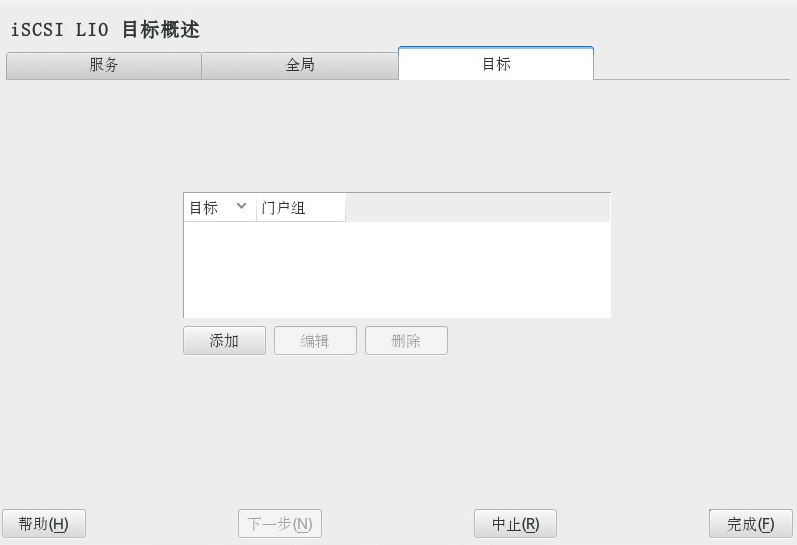 iSCSI LIO 目标概述
服务 全局 目标
目标 门户组
添加 编辑 删除
帮助(H) 下一步(N) 中止(R) 完成(F)